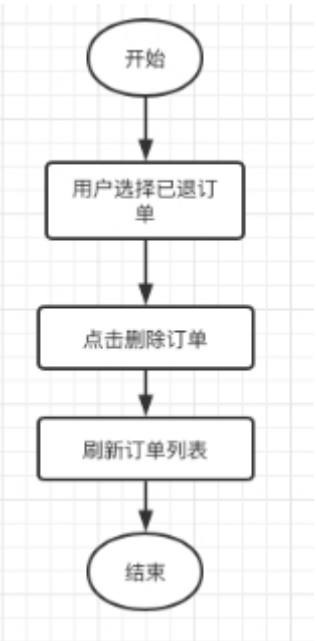 开始
用户选择已退订
单
点击删除订单
刷新订单列表
结束